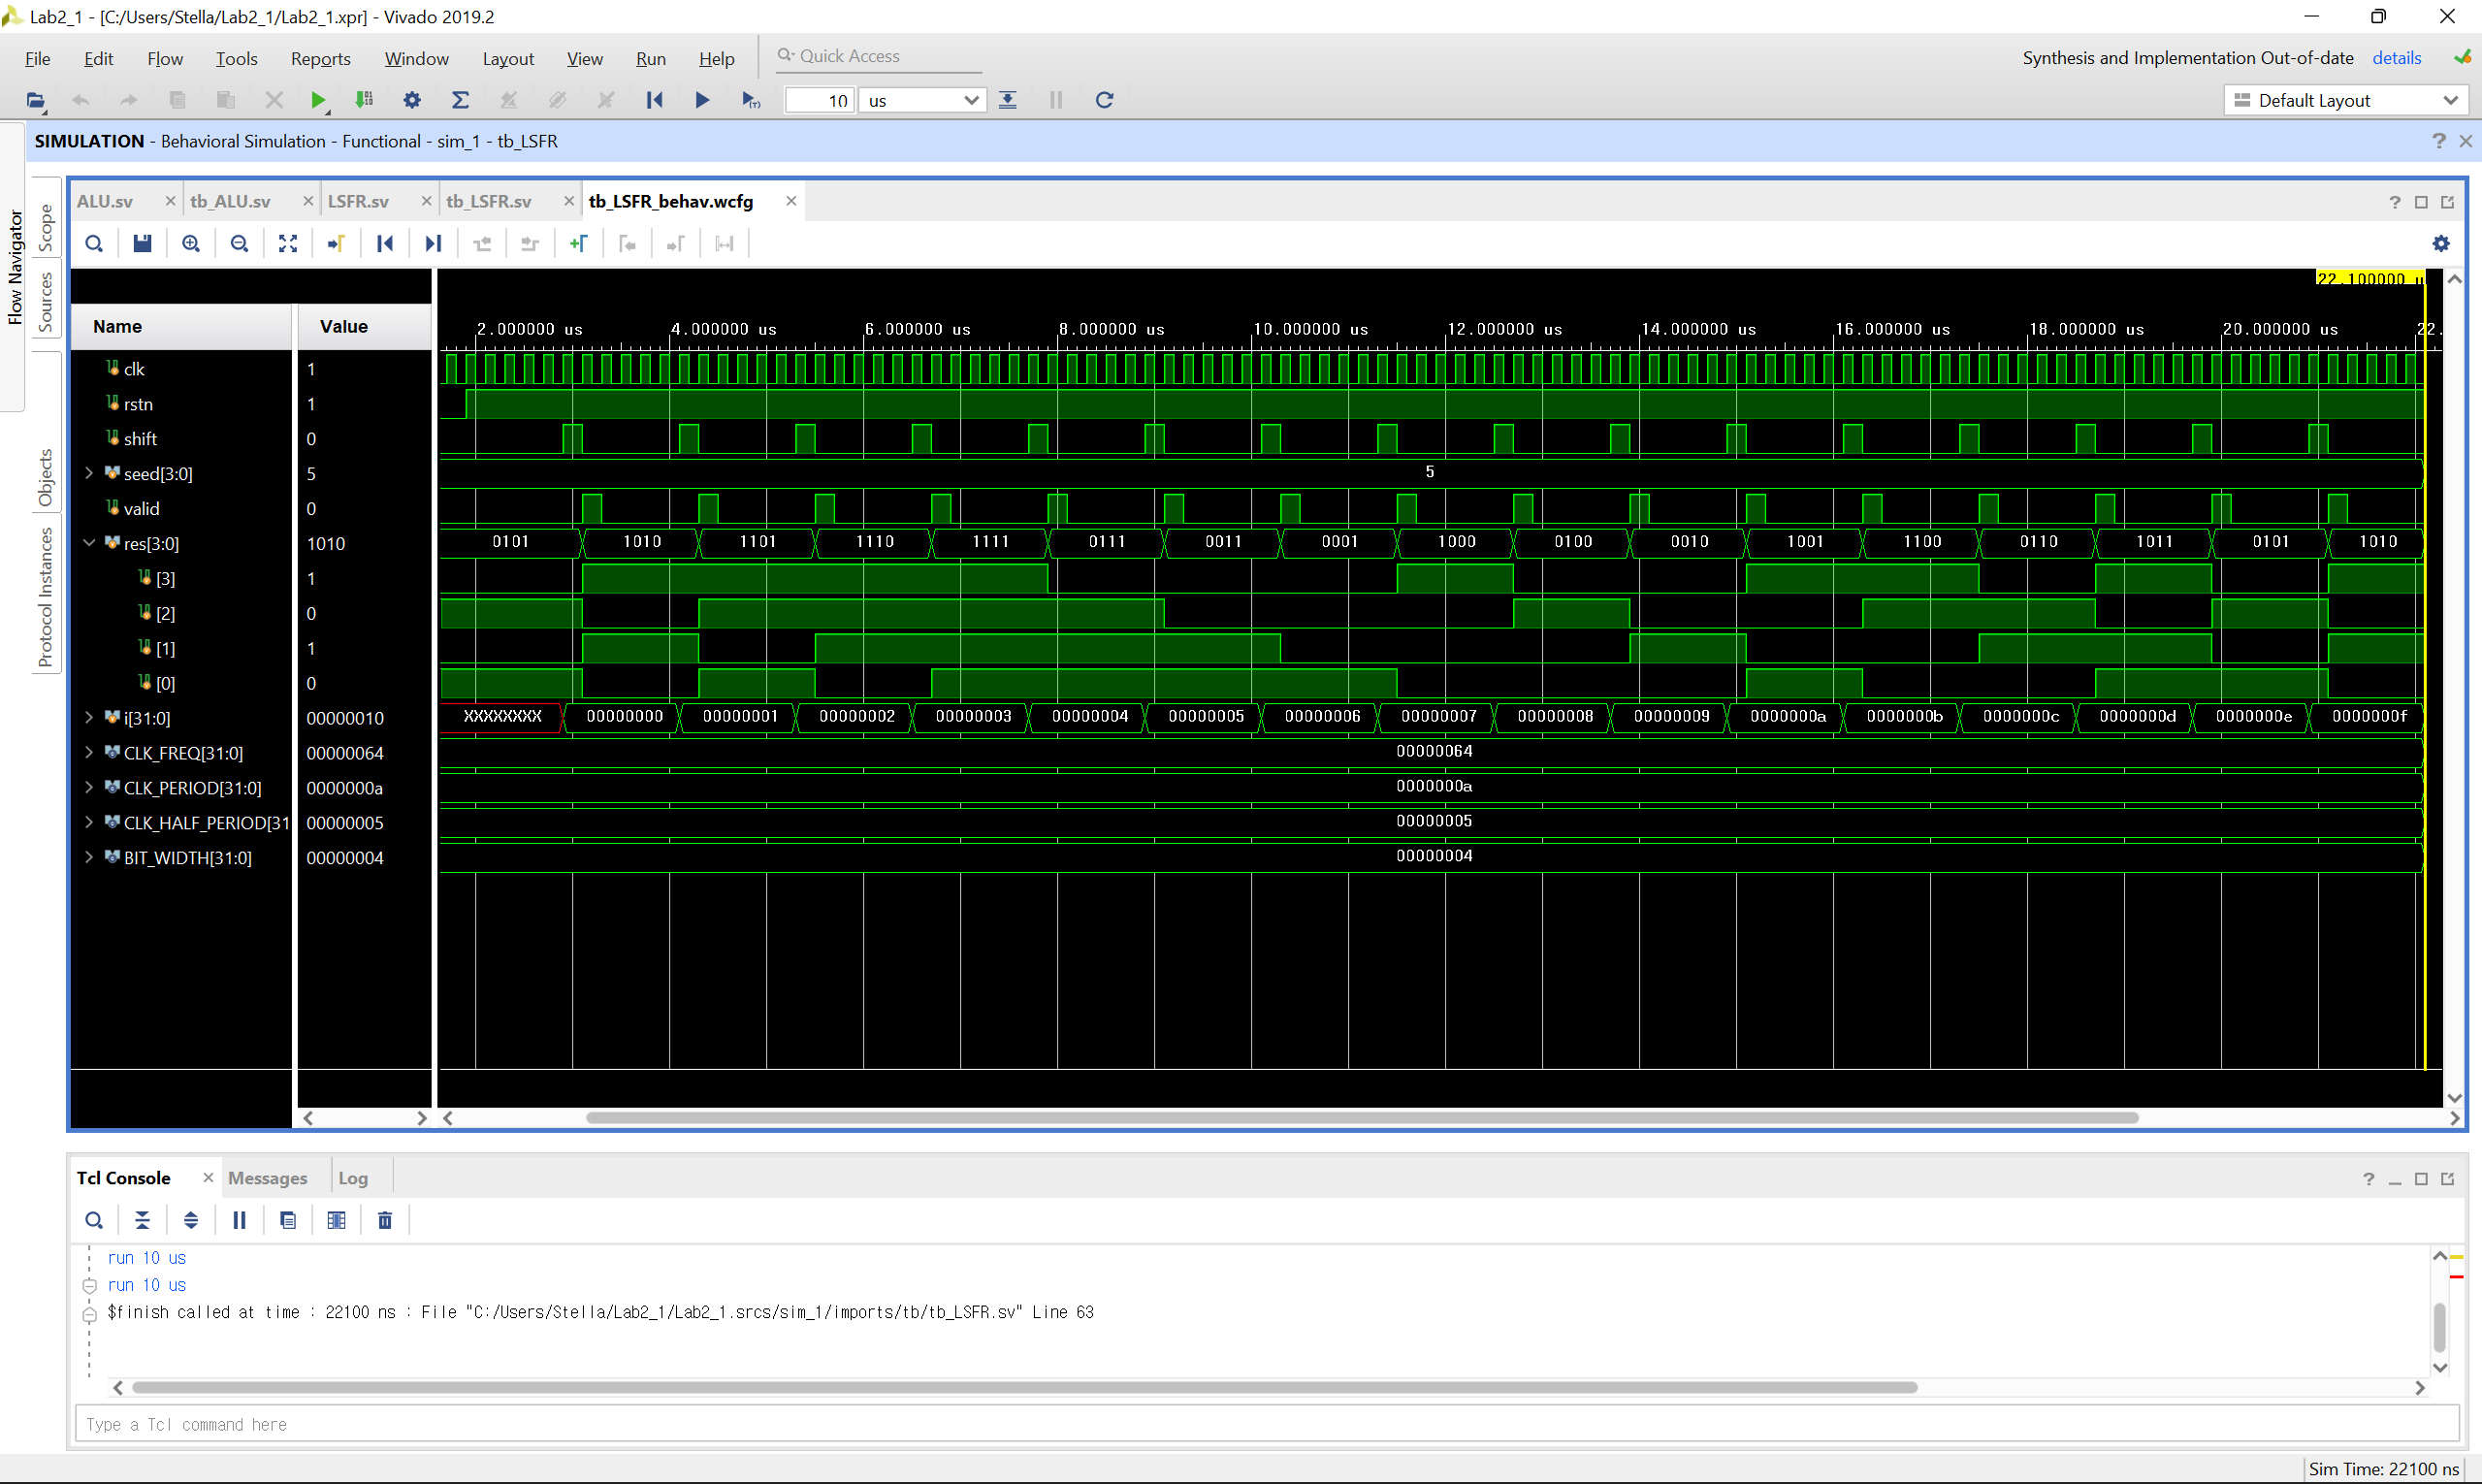 Lab2_1 - [C:/Users/Stella/Lab2_1/Lab2_1.xpr] - Vivado 2019.2
File Edit Flow Tools Reports Window Layout View Run Help Quick Access
Synthesis and Implementation Out-of-date details
10 us Default Layout
SIMULATION - Behavioral Simulation - Functional - sim_1 - tb_LSFR
Flow Navigator
Scope
Sources
Objects
Protocol Instances
ALU.sv tb_ALU.sv LSFR.sv tb_LSFR.sv tb_LSFR_behav.wcfg
22.100000 u
Name Value 2.000000 us 4.000000 us 6.000000 us 8.000000 us 10.000000 us 12.000000 us 14.000000 us 16.000000 us 18.000000 us 20.000000 us 22.
clk 1
rstn 1
shift 0
seed[3:0] 5 5
valid 0
res[3:0] 1010 0101 1010 1101 1110 1111 0111 0011 0001 1000 0100 0010 1001 1100 0110 1011 0101 1010
[3] 1
[2] 0
[1] 1
[0] 0
i[31:0] 00000010 XXXXXXXX 00000000 00000001 00000002 00000003 00000004 00000005 00000006 00000007 00000008 00000009 0000000a 0000000b 0000000c 0000000d 0000000e 0000000f
CLK_FREQ[31:0] 00000064 00000064
CLK_PERIOD[31:0] 0000000a 0000000a
CLK_HALF_PERIOD[31 00000005 00000005
BIT_WIDTH[31:0] 00000004 00000004
Tcl Console Messages Log
run 10 us
run 10 us
$finish called at time : 22100 ns : File "C:/Users/Stella/Lab2_1/Lab2_1.srcs/sim_1/imports/tb/tb_LSFR.sv" Line 63
Type a Tcl command here
Sim Time: 22100 ns